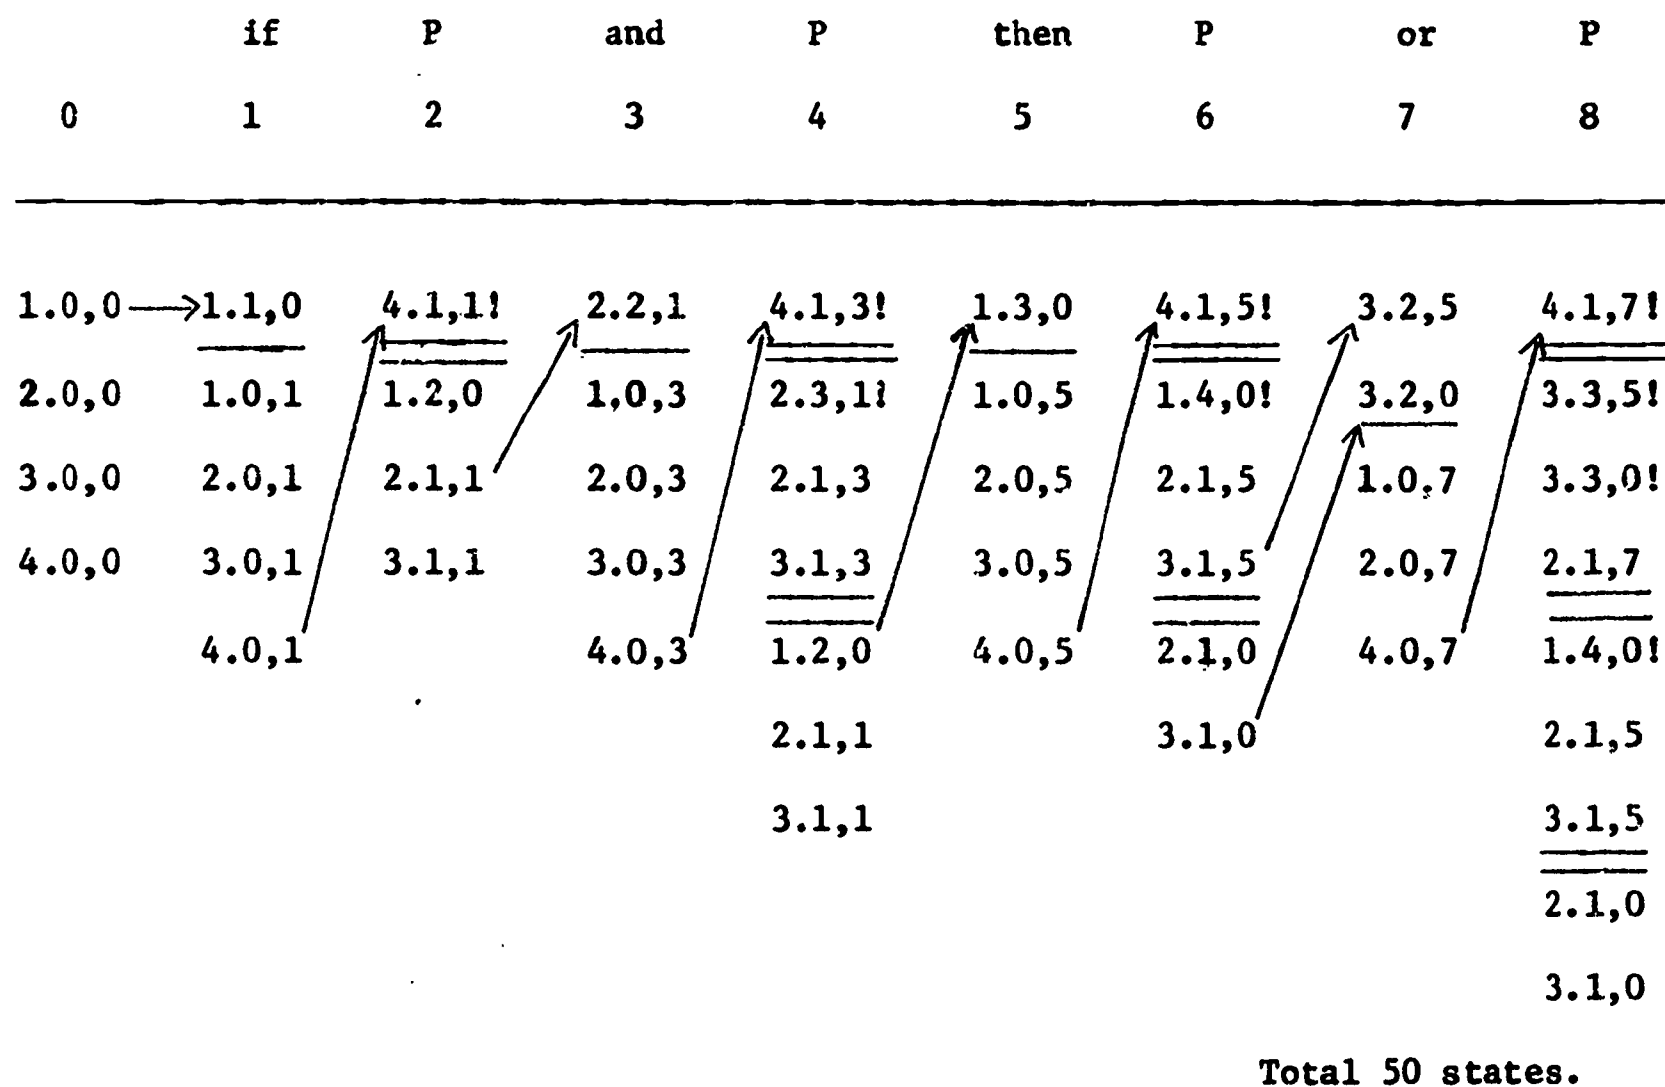 if P and P then P or P
0 1 2 3 4 5 6 7 8
1.0,0 1.1,0 4.1,1! 2.2,1 4.1,3! 1.3,0 4.1,5! 3.2,5 4.1,7!
2.0,0 1.0,1 1.2,0 1,0,3 2.3,1! 1.0,5 1.4,0! 3.2,0 3.3,5!
3.0,0 2.0,1 2.1,1 2.0,3 2.1,3 2.0,5 2.1,5 1.0,7 3.3,0!
4.0,0 3.0,1 3.1,1 3.0,3 3.1,3 3.0,5 3.1,5 2.0,7 2.1,7
4.0,1 4.0,3 1.2,0 4.0,5 2.1,0 4.0,7 1.4,0!
2.1,1 3.1,0 2.1,5
3.1,1 3.1,5
2.1,0
3.1,0
Total 50 states.